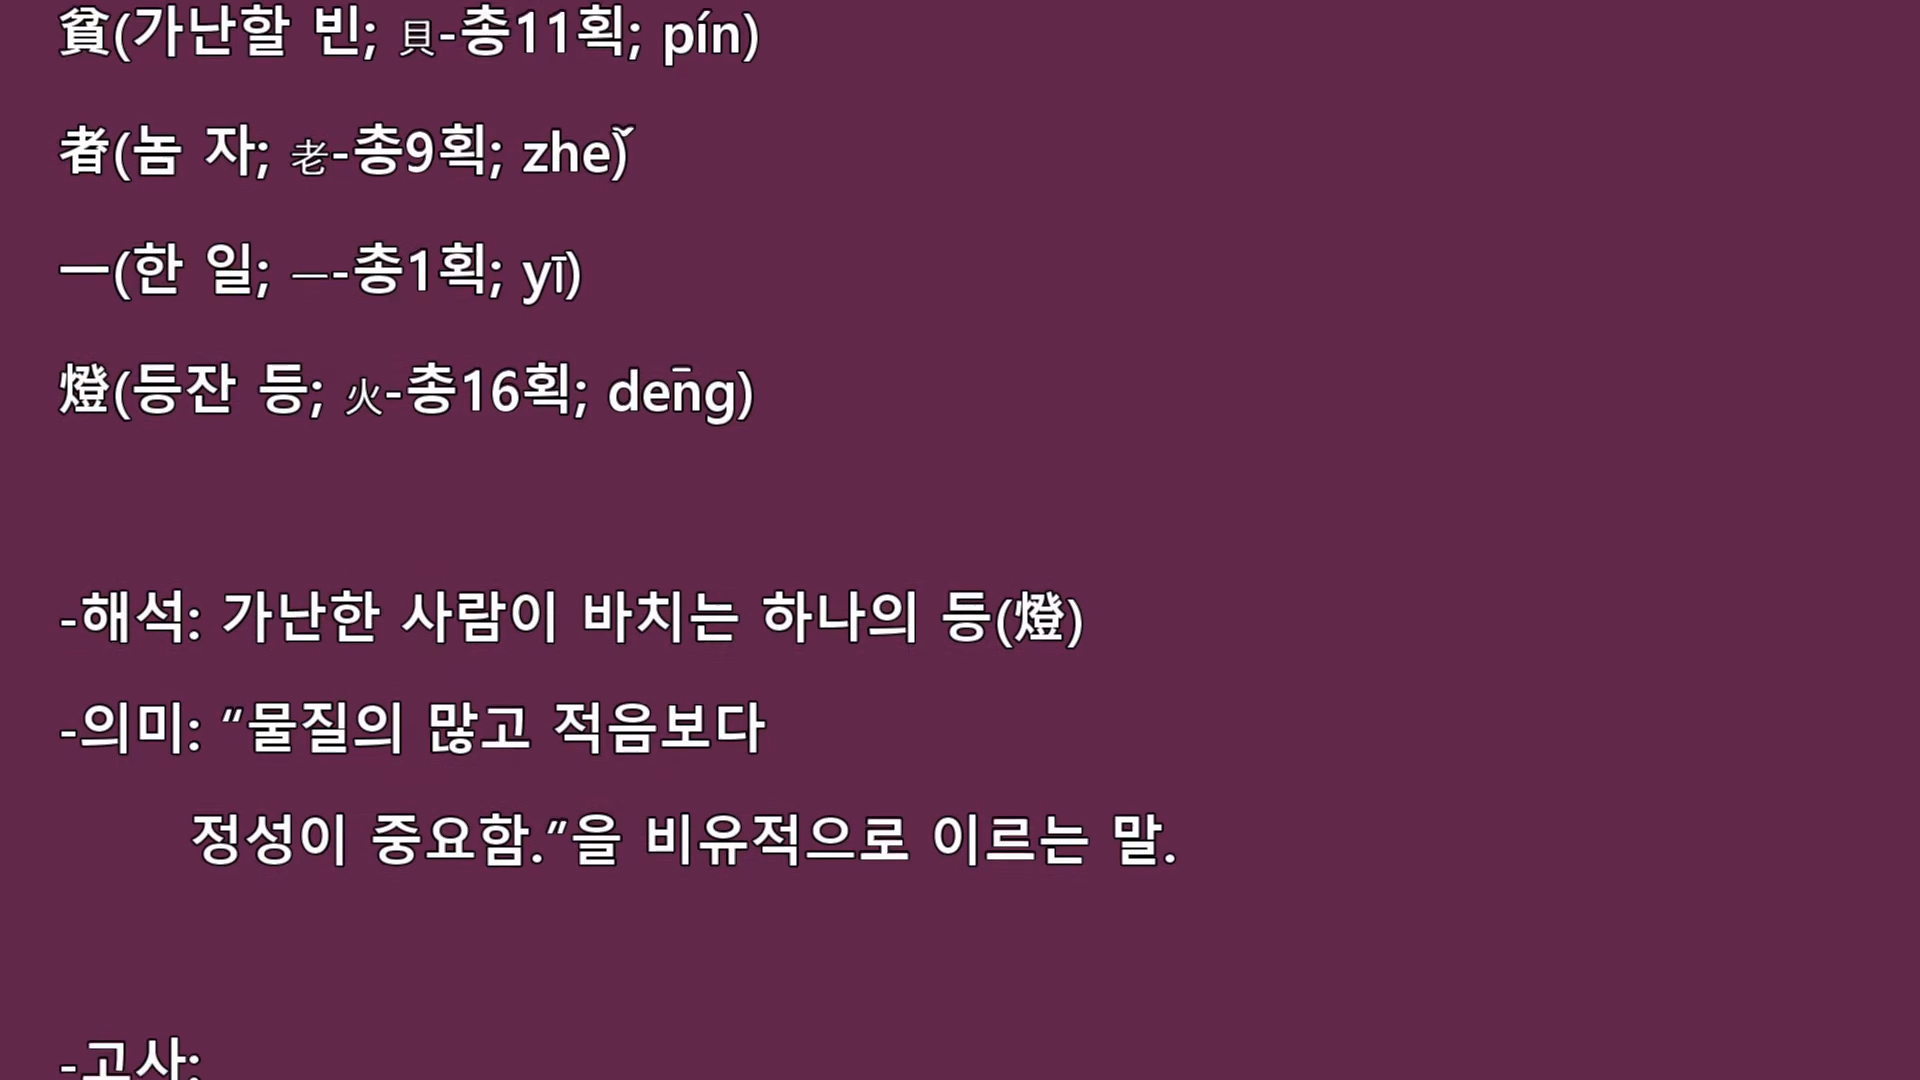 貧(가난할 빈; 貝-총11획; pín)
者(놈 자; 老-총9획; zhě)
一(한 일; 一-총1획; yī)
燈(등잔 등; 火-총16획; dēng)
-해석: 가난한 사람이 바치는 하나의 등(燈)
-의미: "물질의 많고 적음보다
정성이 중요함."을 비유적으로 이르는 말.
-고사: